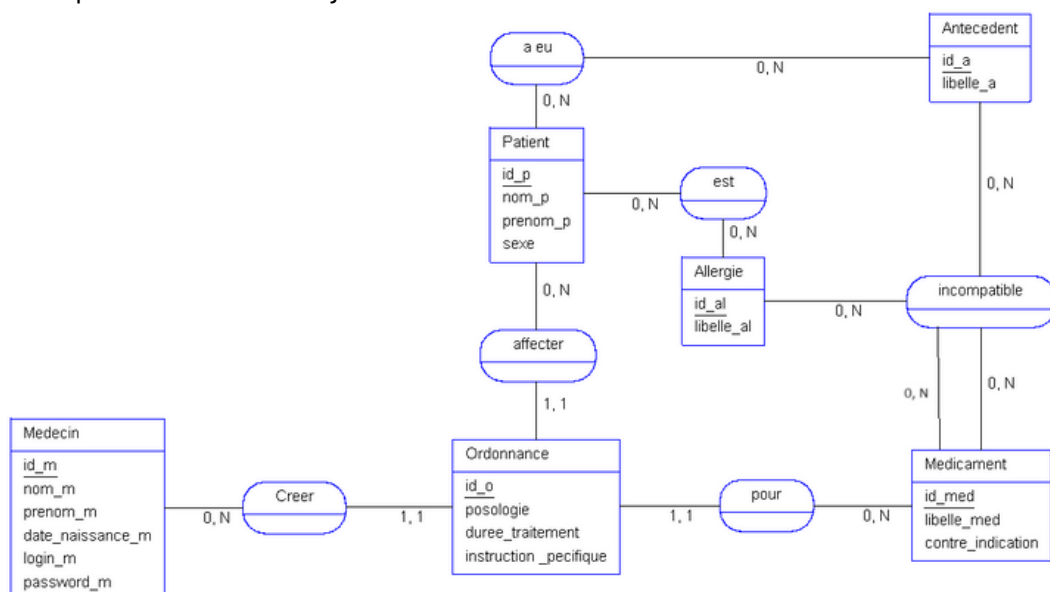 a eu
0, N
0, N
Antecedent
id_a
libelle_a
0, N
Patient
id_p
nom_p
prenom_p
sexe
0, N
est
0, N
Allergie
id_al
libelle_al
0, N
incompatible
0, N
0, N
0, N
affecter
1, 1
Medecin
id_m
nom_m
prenom_m
date_naissance_m
login_m
password_m
0, N
Creer
1, 1
Ordonnance
id_o
posologie
duree_traitement
instruction _pecifique
1, 1
pour
0, N
Medicament
id_med
libelle_med
contre_indication